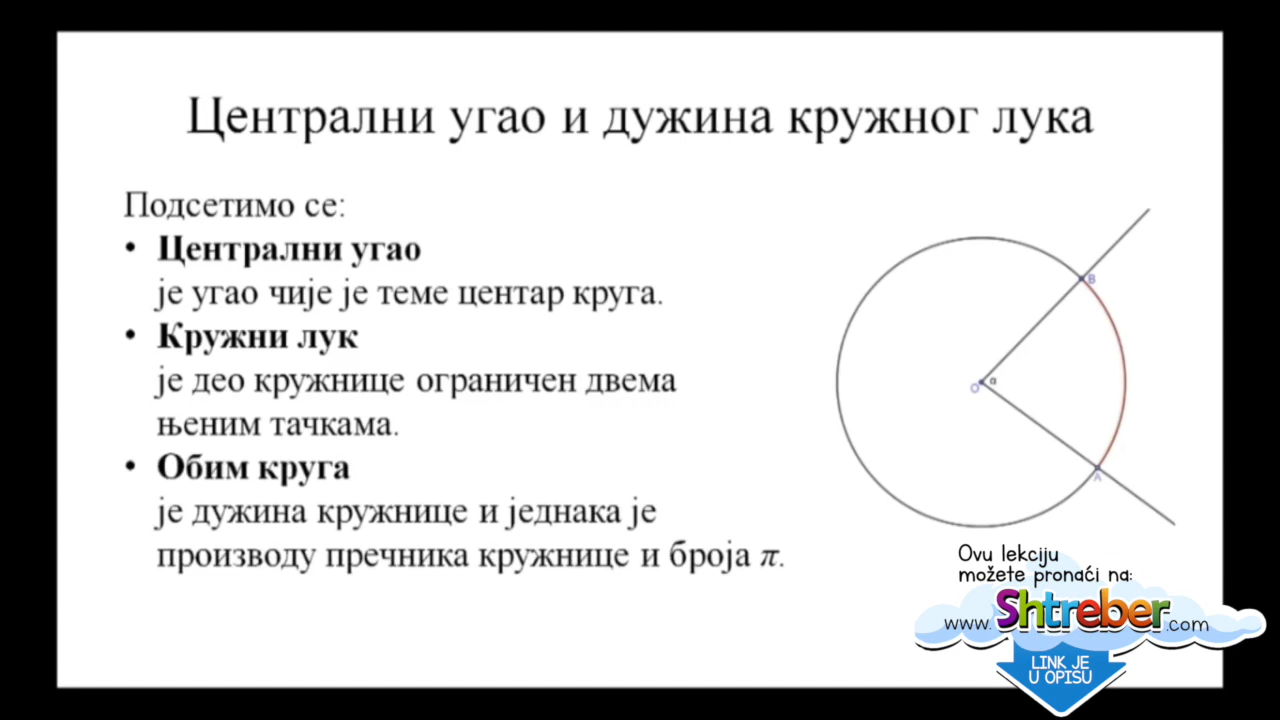 Централни угао и дужина кружног лука
Подсетимо се:
• Централни угао
је угао чије је теме центар круга.
• Кружни лук
је део кружнице ограничен двема
њеним тачкама.
• Обим круга
је дужина кружнице и једнака је
производу пречника кружнице и броја π.
B
O α
A
Ovu lekciju
možete pronaći na:
www.Shtreber.com
LINK JE
U OPISU